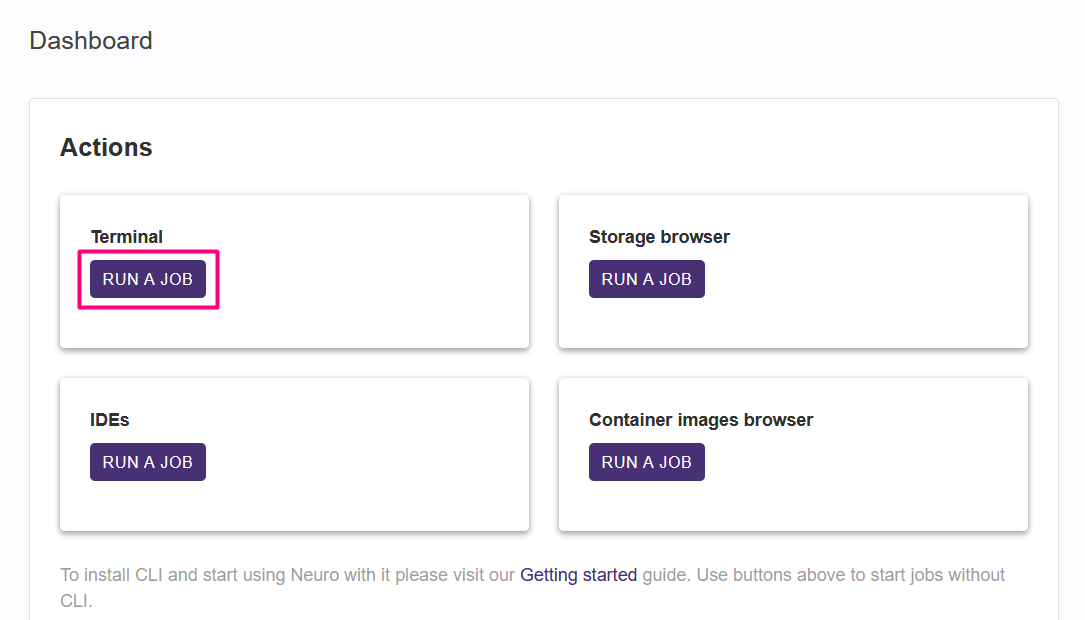 Dashboard
Actions
Terminal
RUN A JOB
Storage browser
RUN A JOB
IDEs
RUN A JOB
Container images browser
RUN A JOB
To install CLI and start using Neuro with it please visit our Getting started guide. Use buttons above to start jobs without
CLI.